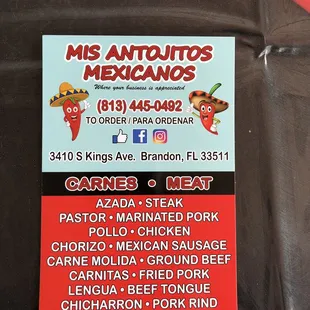 MIS ANTOJITOS
MEXICANOS
Where your business is appreciated
(813) 445-0492
TO ORDER / PARA ORDENAR
3410 S Kings Ave. Brandon, FL 33511
CARNES • MEAT
AZADA • STEAK
PASTOR • MARINATED PORK
POLLO • CHICKEN
CHORIZO • MEXICAN SAUSAGE
CARNE MOLIDA • GROUND BEEF
CARNITAS • FRIED PORK
LENGUA • BEEF TONGUE
CHICHARRON • PORK RIND